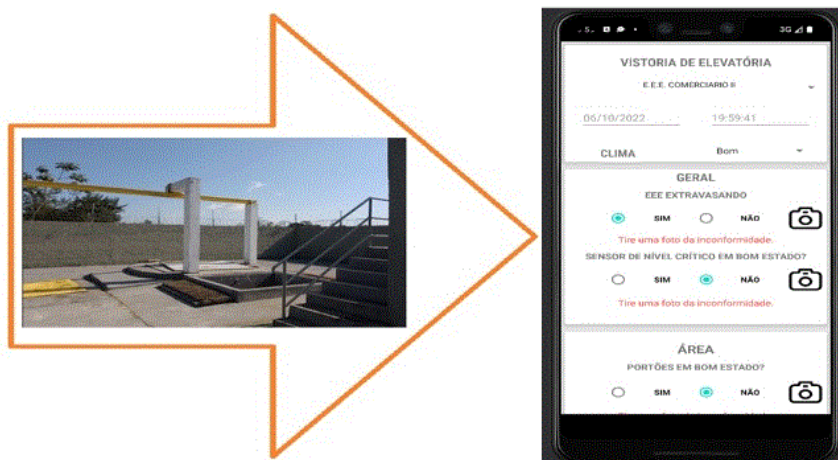 3G
VISTORIA DE ELEVATÓRIA
E.E.E. COMERCIARIO II
06/10/2022 19:59:41
CLIMA Bom
GERAL
EEE EXTRAVASANDO
SIM NÃO
Tire uma foto da inconformidade.
SENSOR DE NÍVEL CRÍTICO EM BOM ESTADO?
SIM NÃO
Tire uma foto da inconformidade.
ÁREA
PORTÕES EM BOM ESTADO?
SIM NÃO